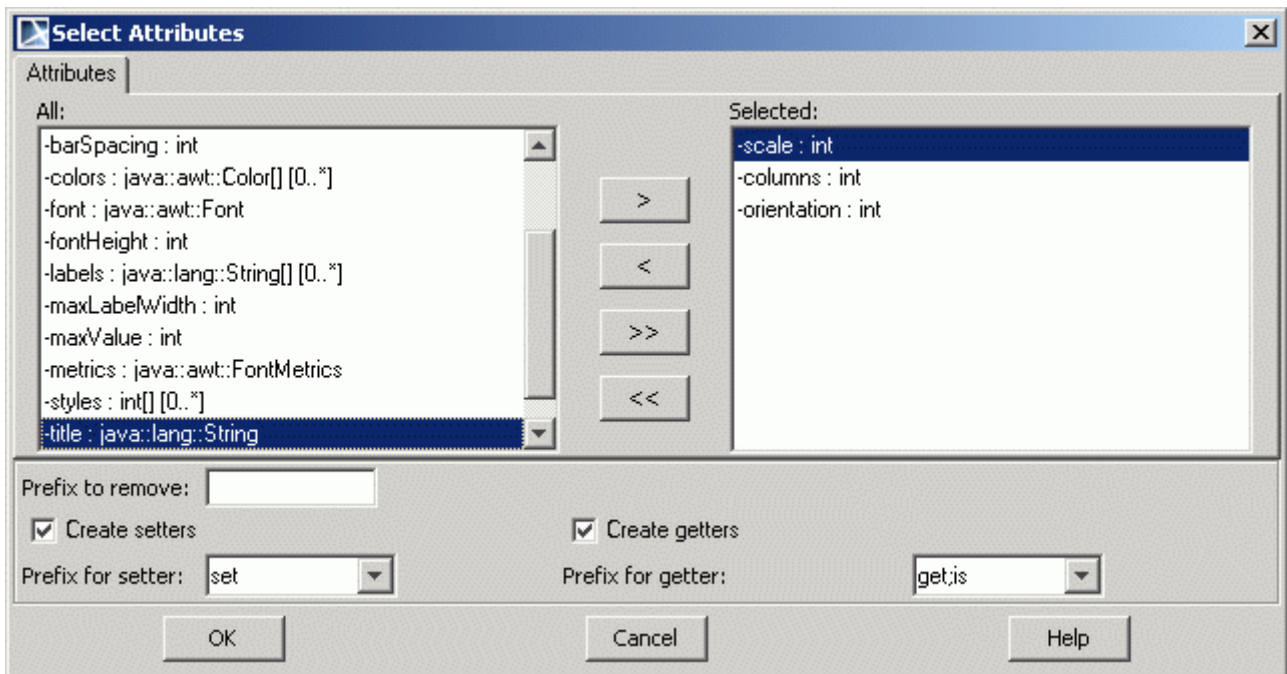 Select Attributes
Attributes
All:
-barSpacing : int
-colors : java::awt::Color[] [0..*]
-font : java::awt::Font
-fontHeight : int
-labels : java::lang::String[] [0..*]
-maxLabelWidth : int
-maxValue : int
-metrics : java::awt::FontMetrics
-styles : int[] [0..*]
-title : java::lang::String
>
<
>>
<<
Selected:
-scale : int
-columns : int
-orientation : int
Prefix to remove:
Create setters
Create getters
Prefix for setter: set
Prefix for getter: get;is
OK
Cancel
Help